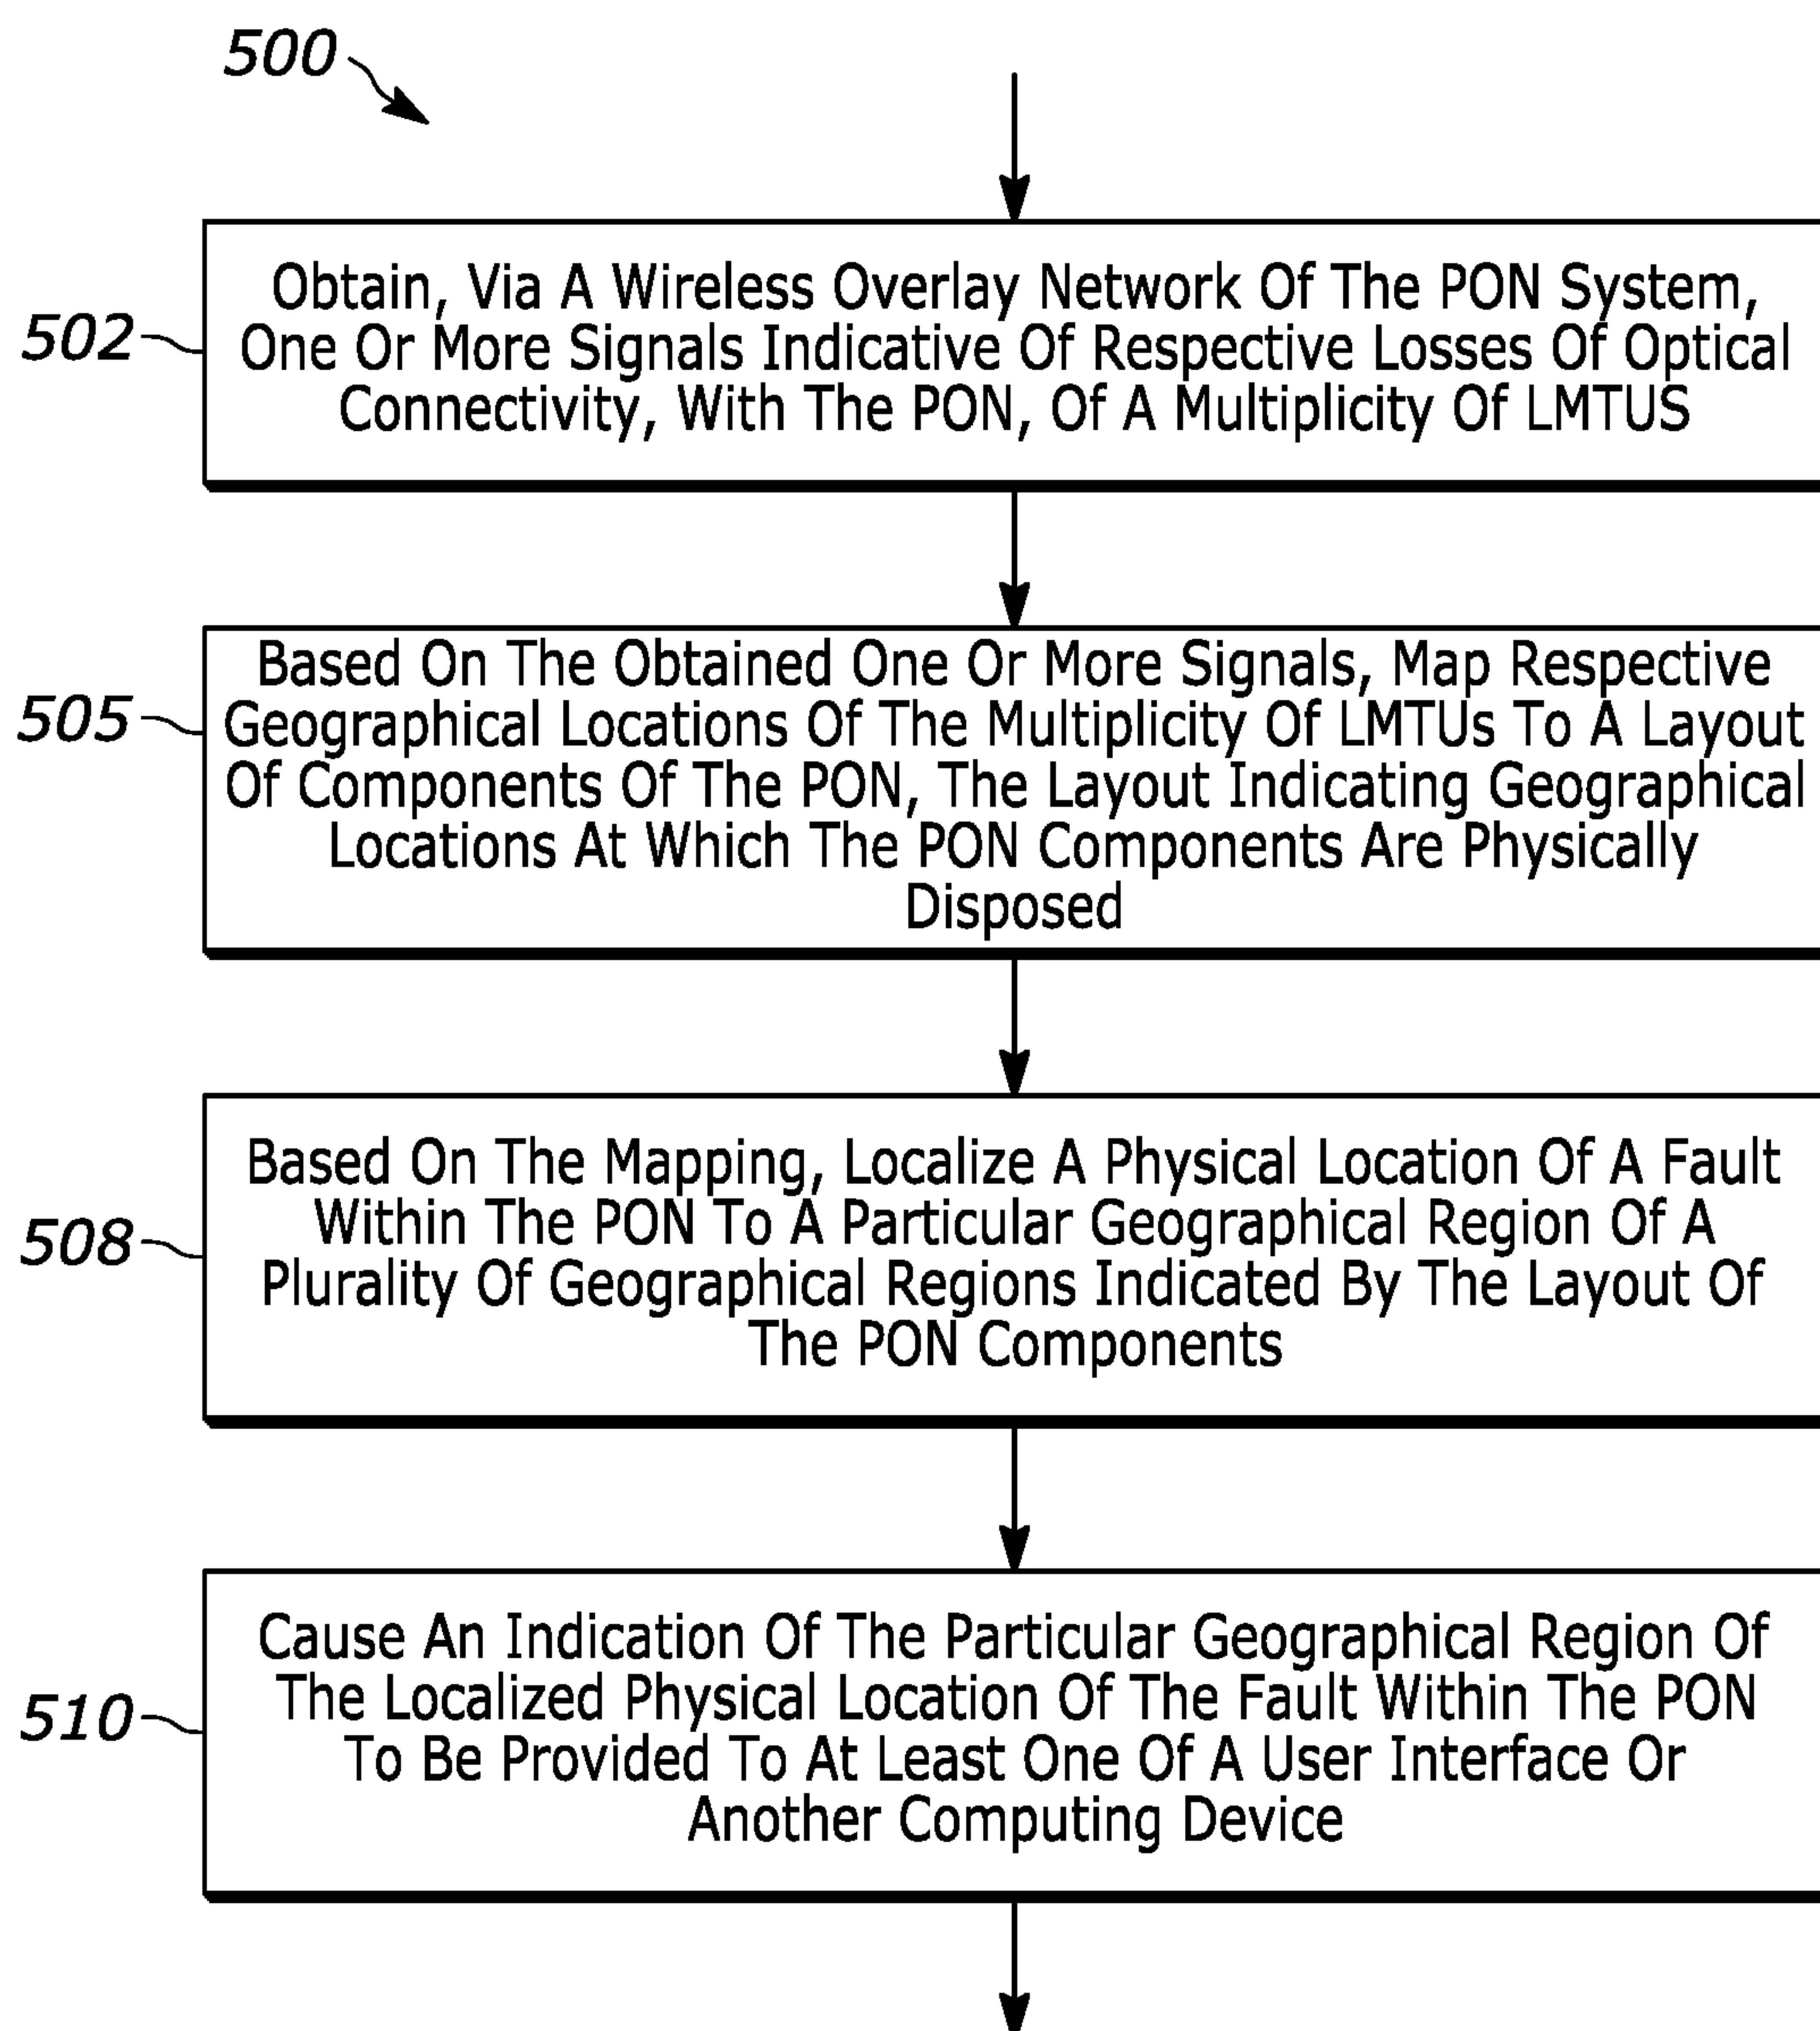 500
502
Obtain, Via A Wireless Overlay Network Of The PON System,
One Or More Signals Indicative Of Respective Losses Of Optical
Connectivity, With The PON, Of A Multiplicity Of LMTUS
505
Based On The Obtained One Or More Signals, Map Respective
Geographical Locations Of The Multiplicity Of LMTUs To A Layout
Of Components Of The PON, The Layout Indicating Geographical
Locations At Which The PON Components Are Physically
Disposed
508
Based On The Mapping, Localize A Physical Location Of A Fault
Within The PON To A Particular Geographical Region Of A
Plurality Of Geographical Regions Indicated By The Layout Of
The PON Components
510
Cause An Indication Of The Particular Geographical Region Of
The Localized Physical Location Of The Fault Within The PON
To Be Provided To At Least One Of A User Interface Or
Another Computing Device